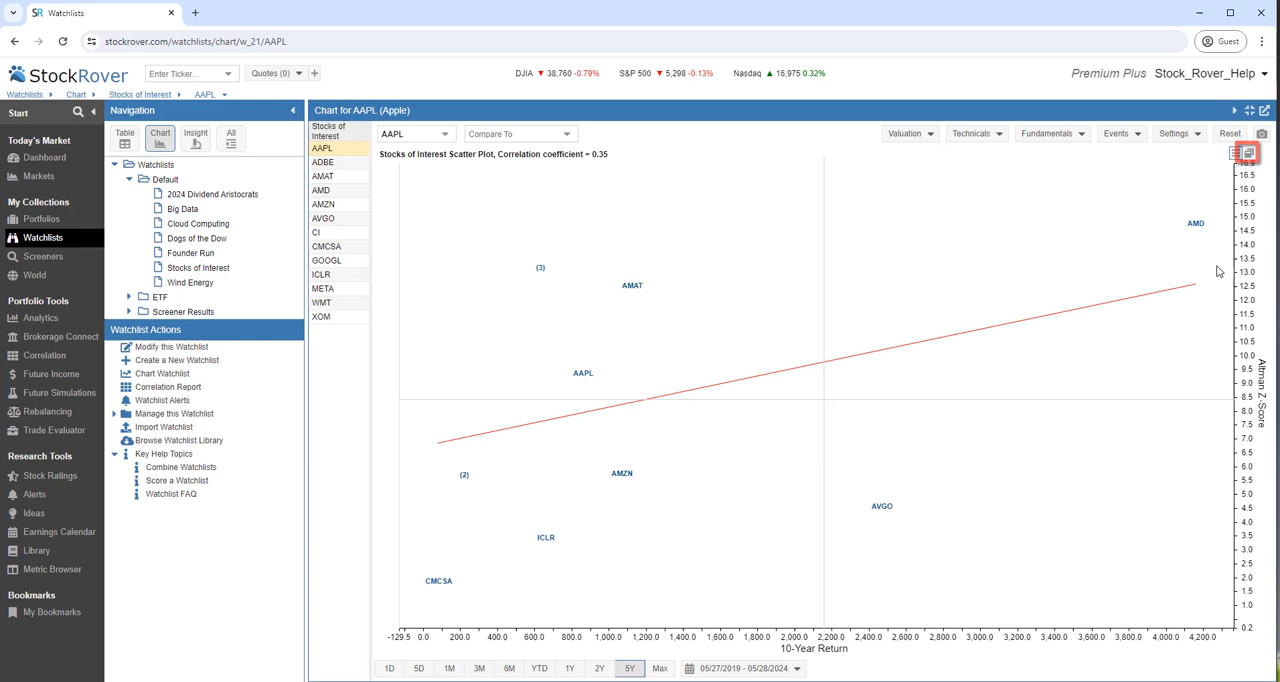 Watchlists
stockrover.com/watchlists/chart/w_21/AAPL
Guest
StockRover
Enter Ticker...
Quotes (0)
DJIA ▼ 38,760 -0.79%
S&P 500 ▼ 5,298 -0.13%
Nasdaq ▲ 16,975 0.32%
Premium Plus
Stock_Rover_Help
Watchlists
Chart
Stocks of Interest
AAPL
Start
Today's Market
Dashboard
Markets
My Collections
Portfolios
Watchlists
Screeners
World
Portfolio Tools
Analytics
Brokerage Connect
Correlation
Future Income
Future Simulations
Rebalancing
Trade Evaluator
Research Tools
Stock Ratings
Alerts
Ideas
Earnings Calendar
Library
Metric Browser
Bookmarks
My Bookmarks
Navigation
Table
Chart
Insight
All
Watchlists
Default
2024 Dividend Aristocrats
Big Data
Cloud Computing
Dogs of the Dow
Founder Run
Stocks of Interest
Wind Energy
ETF
Screener Results
Watchlist Actions
Modify this Watchlist
Create a New Watchlist
Chart Watchlist
Correlation Report
Watchlist Alerts
Manage this Watchlist
Import Watchlist
Browse Watchlist Library
Key Help Topics
Combine Watchlists
Score a Watchlist
Watchlist FAQ
Chart for AAPL (Apple)
Stocks of
Interest
AAPL
ADBE
AMAT
AMD
AMZN
AVGO
CI
CMCSA
GOOGL
ICLR
META
WMT
XOM
AAPL
Compare To
Valuation
Technicals
Fundamentals
Events
Settings
Reset
Stocks of Interest Scatter Plot, Correlation coefficient = 0.35
AMD
(3)
AMAT
AAPL
(2)
AMZN
AVGO
ICLR
CMCSA
16.9
16.5
15.5
15.0
14.5
14.0
13.5
13.0
12.5
12.0
11.5
11.0
10.5
10.0
9.5
9.0
8.5
8.0
7.5
7.0
6.5
6.0
5.5
5.0
4.5
4.0
3.5
3.0
2.5
2.0
1.5
1.0
0.2
Altman Z-Score
-129.5 0.0 200.0 400.0 600.0 800.0 1,000.0 1,200.0 1,400.0 1,600.0 1,800.0 2,000.0 2,200.0 2,400.0 2,600.0 2,800.0 3,000.0 3,200.0 3,400.0 3,600.0 3,800.0 4,000.0 4,200.0
10-Year Return
1D 5D 1M 3M 6M YTD 1Y 2Y 5Y Max 05/27/2019 - 05/28/2024